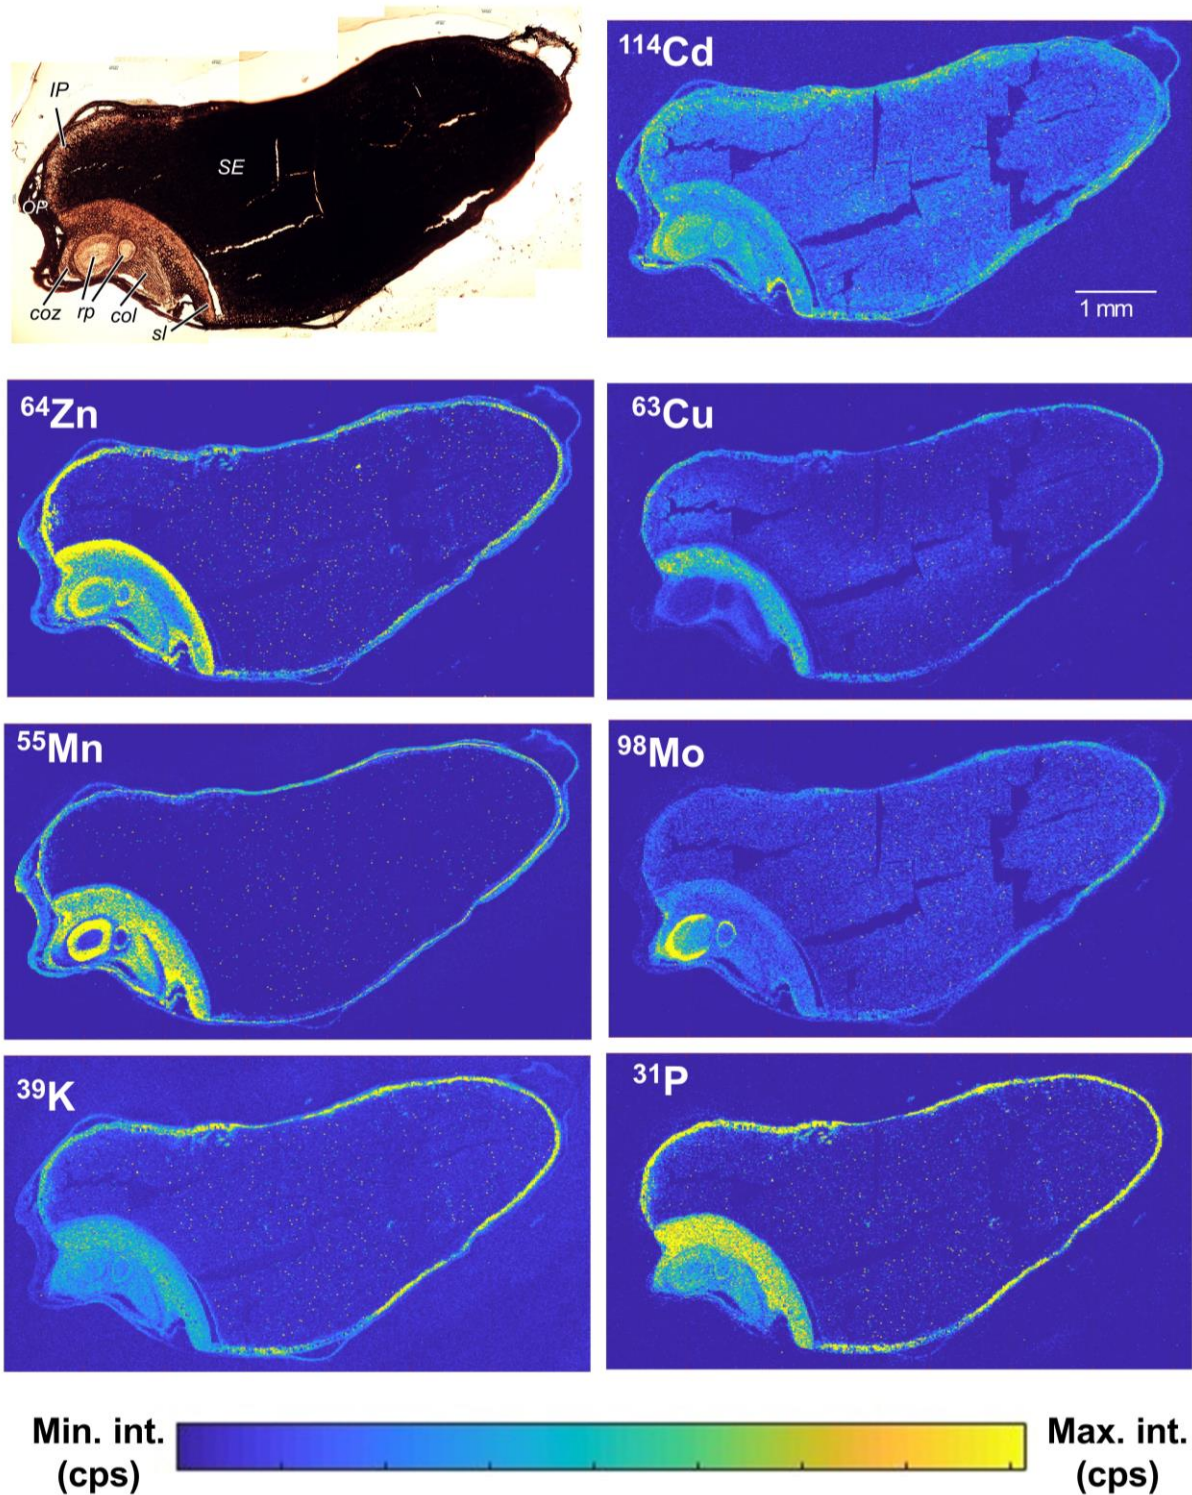 IP
SE
OP
coz rp col
sl
¹¹⁴Cd
1 mm
⁶⁴Zn
⁶³Cu
⁵⁵Mn
⁹⁸Mo
³⁹K
³¹P
Min. int.
(cps)
Max. int.
(cps)